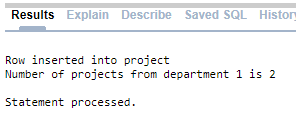 Results Explain Describe Saved SQL History
Row inserted into project
Number of projects from department 1 is 2
Statement processed.